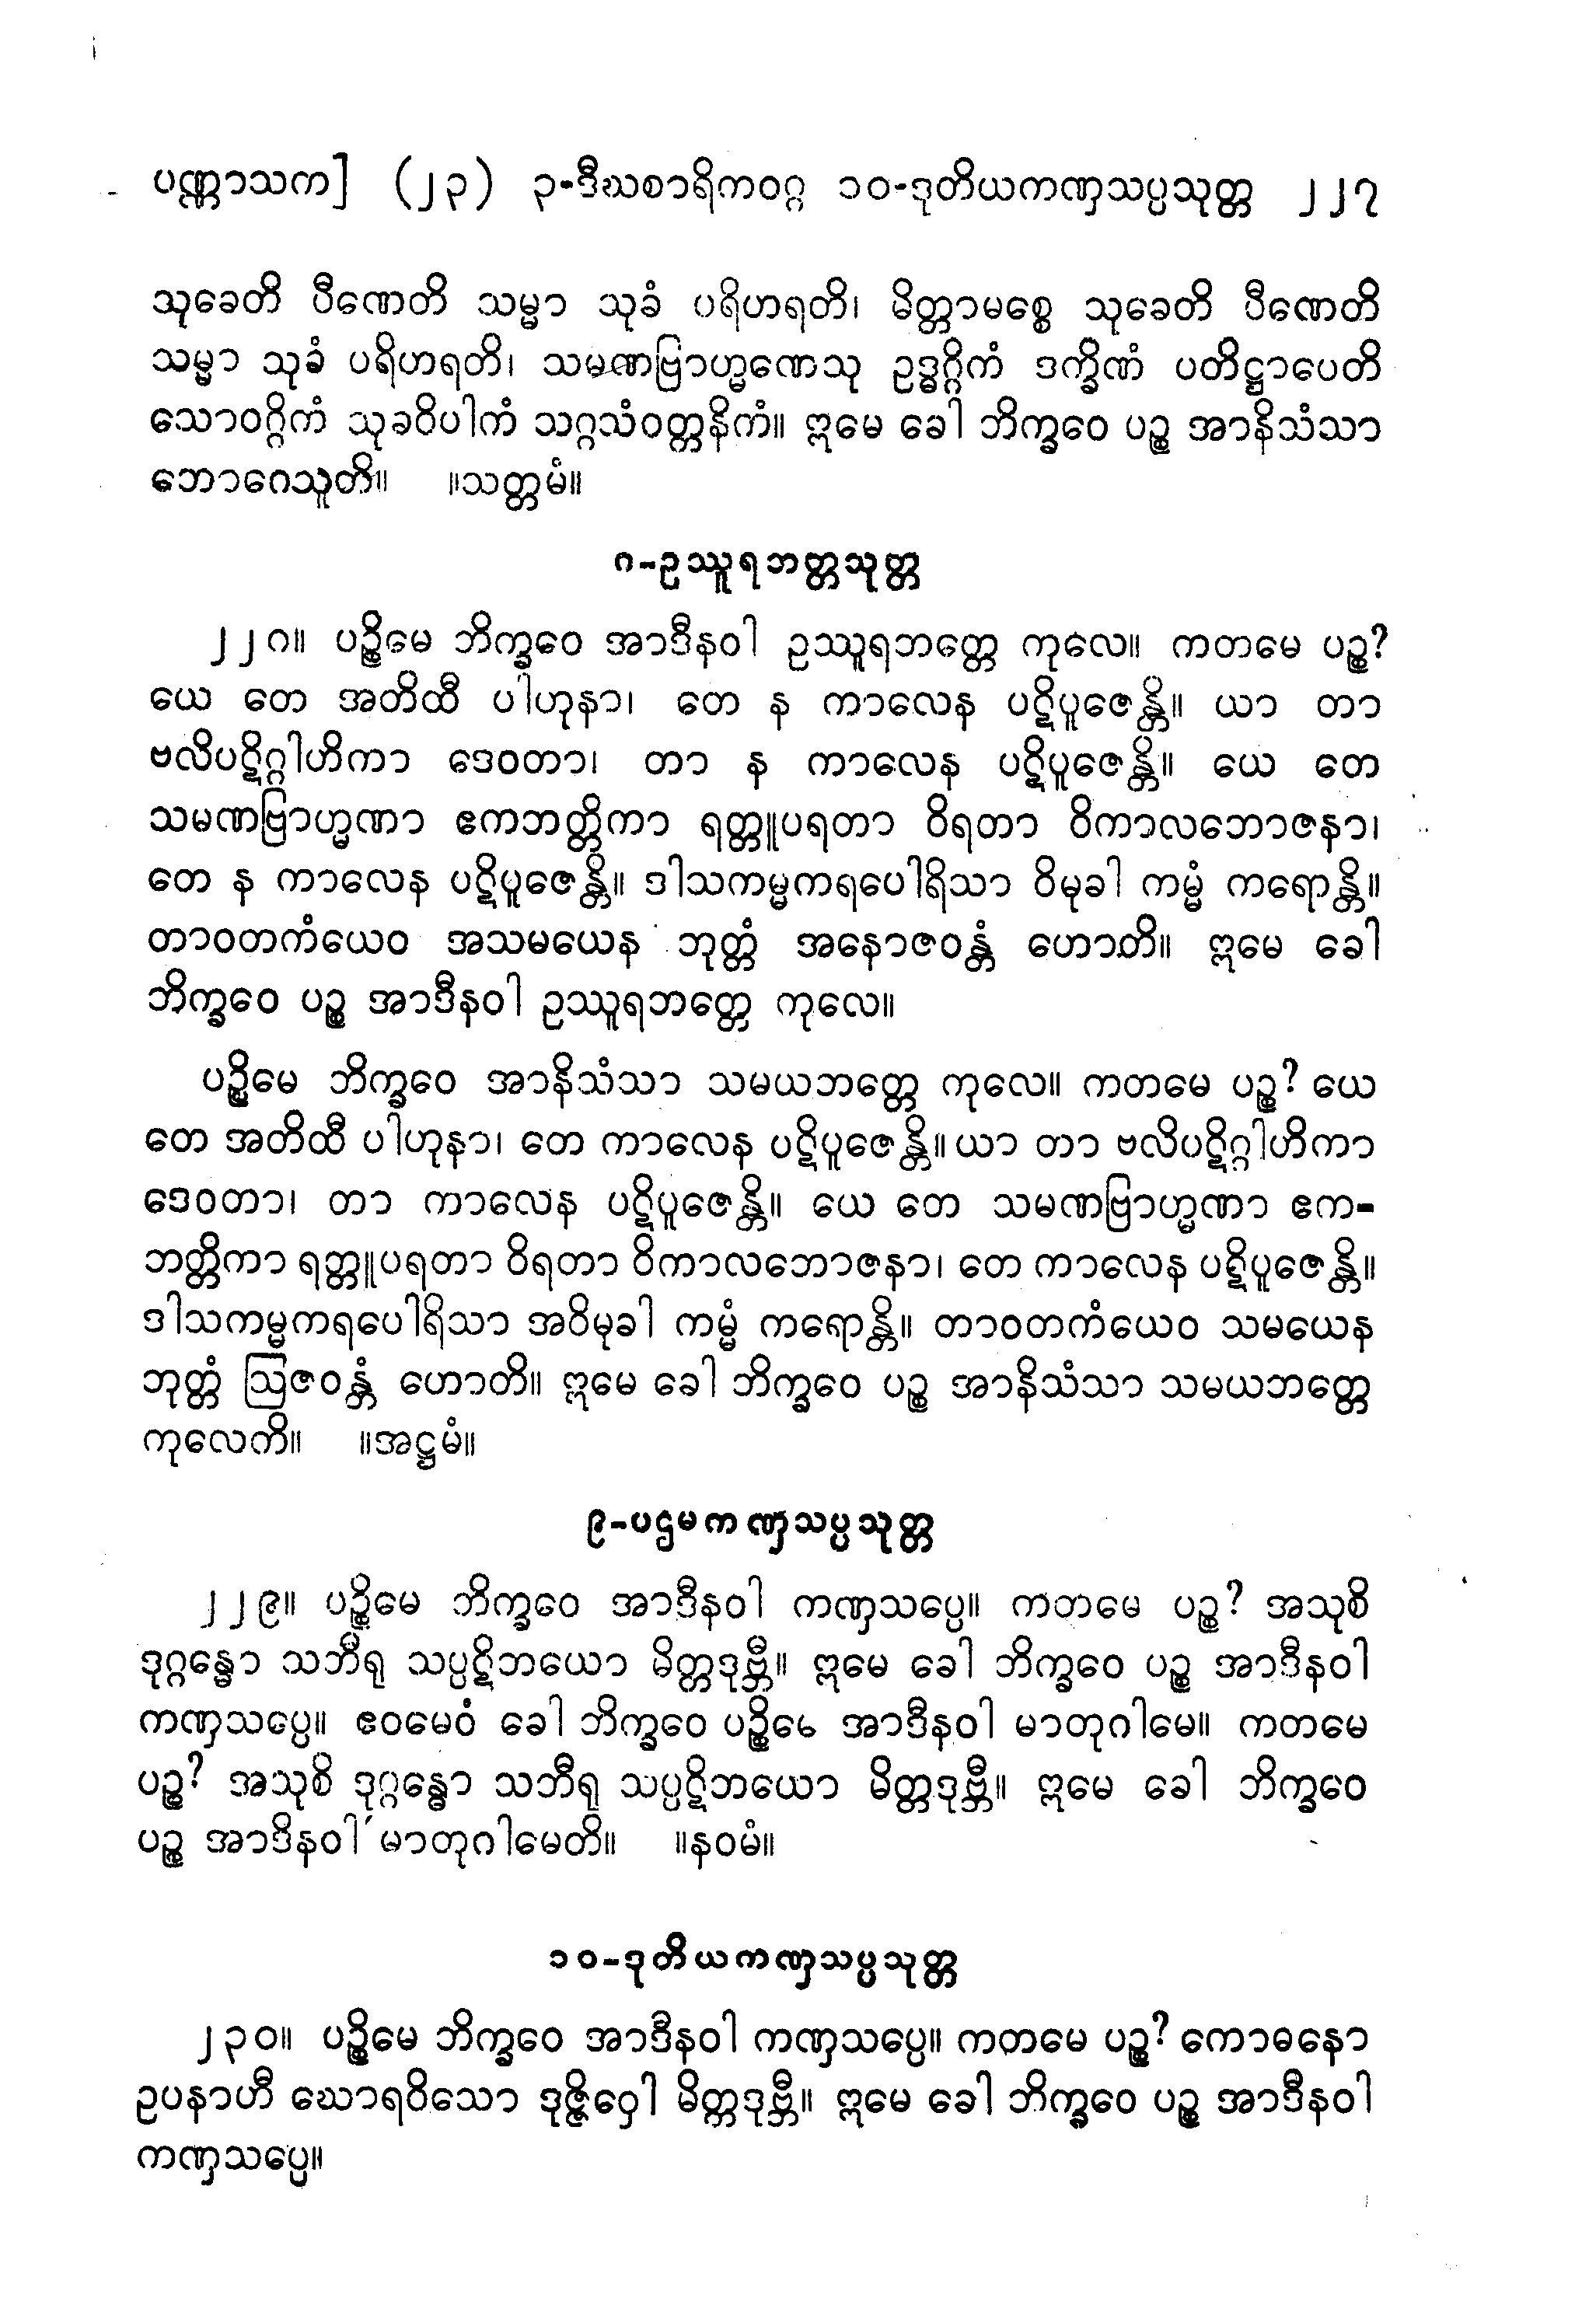 ပဏ္ဏာသက] (၂၃) ၃-ဒီဃစာရိကဝဂ္ဂ ၁၀-ဒုတိယကဏှသပ္ပသုတ္တ ၂၂၇
သုခေတိ ပီဏေတိ သမ္မာ သုခံ ပရိဟရတိ၊ မိတ္တာမစ္စေ သုခေတိ ပီဏေတိ
သမ္မာ သုခံ ပရိဟရတိ၊ သမဏဗြာဟ္မဏေသု ဥဒ္ဓဂ္ဂိကံ ဒက္ခိဏံ ပတိဋ္ဌာပေတိ
သောဝဂ္ဂိကံ သုခဝိပါကံ သဂ္ဂသံဝတ္တနိကံ။ ဣမေ ခေါ ဘိက္ခဝေ ပဉ္စ အာနိသံသာ
ဘောဂေသူတိ။ ။သတ္တမံ။
ဂ-ဥဿူရဘတ္တသုတ္တ
၂၂ဂ။ ပဉ္စိမေ ဘိက္ခဝေ အာဒီနဝါ ဥဿူရဘတ္တေ ကုလေ။ ကတမေ ပဉ္စ?
ယေ တေ အတိထီ ပါဟုနာ၊ တေ န ကာလေန ပဋိပူဇေန္တိ။ ယာ တာ
ဗလိပဋိဂ္ဂါဟိကာ ဒေဝတာ၊ တာ န ကာလေန ပဋိပူဇေန္တိ။ ယေ တေ
သမဏဗြာဟ္မဏာ ဧကဘတ္တိကာ ရတ္တူပရတာ ဝိရတာ ဝိကာလဘောဇနာ၊
တေ န ကာလေန ပဋိပူဇေန္တိ။ ဒါသကမ္မကရပေါရိသာ ဝိမုခါ ကမ္မံ ကရောန္တိ။
တာဝတကံယေဝ အသမယေန ဘုတ္တံ အနောဇဝန္တံ ဟောတိ။ ဣမေ ခေါ
ဘိက္ခဝေ ပဉ္စ အာဒီနဝါ ဥဿူရဘတ္တေ ကုလေ။
ပဉ္စိမေ ဘိက္ခဝေ အာနိသံသာ သမယဘတ္တေ ကုလေ။ ကတမေ ပဉ္စ? ယေ
တေ အတိထီ ပါဟုနာ၊ တေ ကာလေန ပဋိပူဇေန္တိ။ ယာ တာ ဗလိပဋိဂ္ဂါဟိကာ
ဒေဝတာ၊ တာ ကာလေန ပဋိပူဇေန္တိ။ ယေ တေ သမဏဗြာဟ္မဏာ ဧက-
ဘတ္တိကာ ရတ္တူပရတာ ဝိရတာ ဝိကာလဘောဇနာ၊ တေ ကာလေန ပဋိပူဇေန္တိ။
ဒါသကမ္မကရပေါရိသာ အဝိမုခါ ကမ္မံ ကရောန္တိ။ တာဝတကံယေဝ သမယေန
ဘုတ္တံ ဩဇဝန္တံ ဟောတိ။ ဣမေ ခေါ ဘိက္ခဝေ ပဉ္စ အာနိသံသာ သမယဘတ္တေ
ကုလေတိ။ ။အဋ္ဌမံ။
၉-ပဌမကဏှသပ္ပသုတ္တ
၂၂၉။ ပဉ္စိမေ ဘိက္ခဝေ အာဒီနဝါ ကဏှသပ္ပေ။ ကတမေ ပဉ္စ? အသုစိ
ဒုဂ္ဂန္ဓော သဘီရု သပ္ပဋိဘယော မိတ္တဒုဗ္ဘီ။ ဣမေ ခေါ ဘိက္ခဝေ ပဉ္စ အာဒီနဝါ
ကဏှသပ္ပေ။ ဧဝမေဝံ ခေါ ဘိက္ခဝေ ပဉ္စိမေ အာဒီနဝါ မာတုဂါမေ။ ကတမေ
ပဉ္စ? အသုစိ ဒုဂ္ဂန္ဓော သဘီရု သပ္ပဋိဘယော မိတ္တဒုဗ္ဘီ။ ဣမေ ခေါ ဘိက္ခဝေ
ပဉ္စ အာဒိနဝါ မာတုဂါမေတိ။ ။နဝမံ။
၁၀-ဒုတိယကဏှသပ္ပသုတ္တ
၂၃၀။ ပဉ္စိမေ ဘိက္ခဝေ အာဒီနဝါ ကဏှသပ္ပေ။ ကတမေ ပဉ္စ? ကောဓနော
ဥပနာဟီ ဃောရဝိသော ဒုဇ္ဇိဝှေါ မိတ္တဒုဗ္ဘီ။ ဣမေ ခေါ ဘိက္ခဝေ ပဉ္စ အာဒီနဝါ
ကဏှသပ္ပေ။